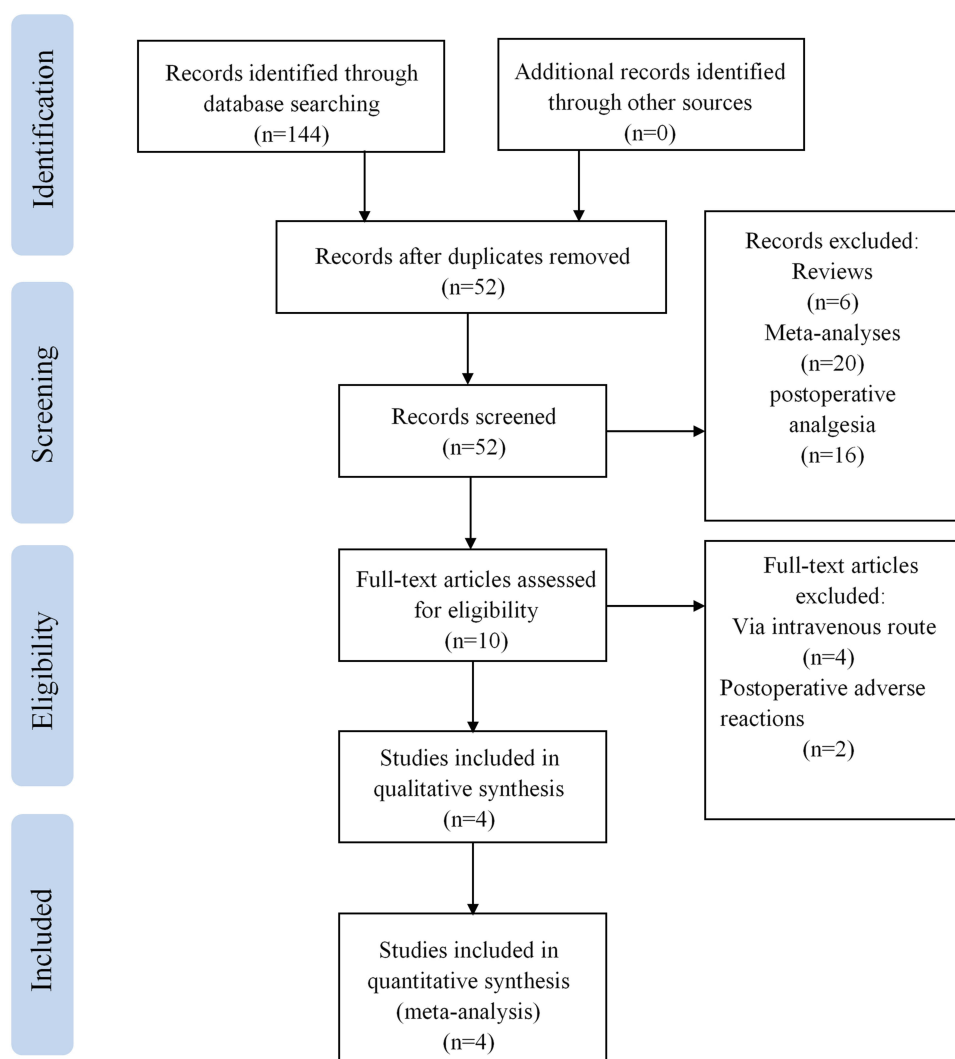 Identification
Records identified through
database searching
(n=144)
Additional records identified
through other sources
(n=0)
Records after duplicates removed
(n=52)
Screening
Records screened
(n=52)
Records excluded:
Reviews
(n=6)
Meta-analyses
(n=20)
postoperative
analgesia
(n=16)
Eligibility
Full-text articles assessed
for eligibility
(n=10)
Full-text articles
excluded:
Via intravenous route
(n=4)
Postoperative adverse
reactions
(n=2)
Studies included in
qualitative synthesis
(n=4)
Included
Studies included in
quantitative synthesis
(meta-analysis)
(n=4)